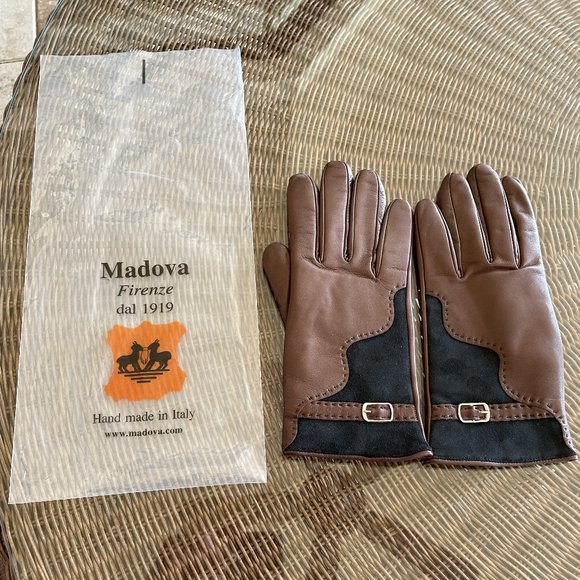 Madova
Firenze
dal 1919
Hand made in Italy
www.madova.com